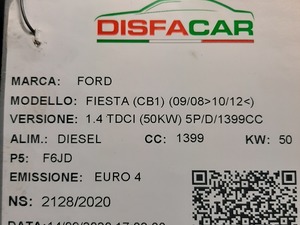 DISFACAR
MARCA: FORD
MODELLO: FIESTA (CB1) (09/08>10/12<)
VERSIONE: 1.4 TDCI (50KW) 5P/D/1399CC
ALIM.: DIESEL CC: 1399 KW: 50
P5: F6JD
EMISSIONE: EURO 4
NS: 2128/2020